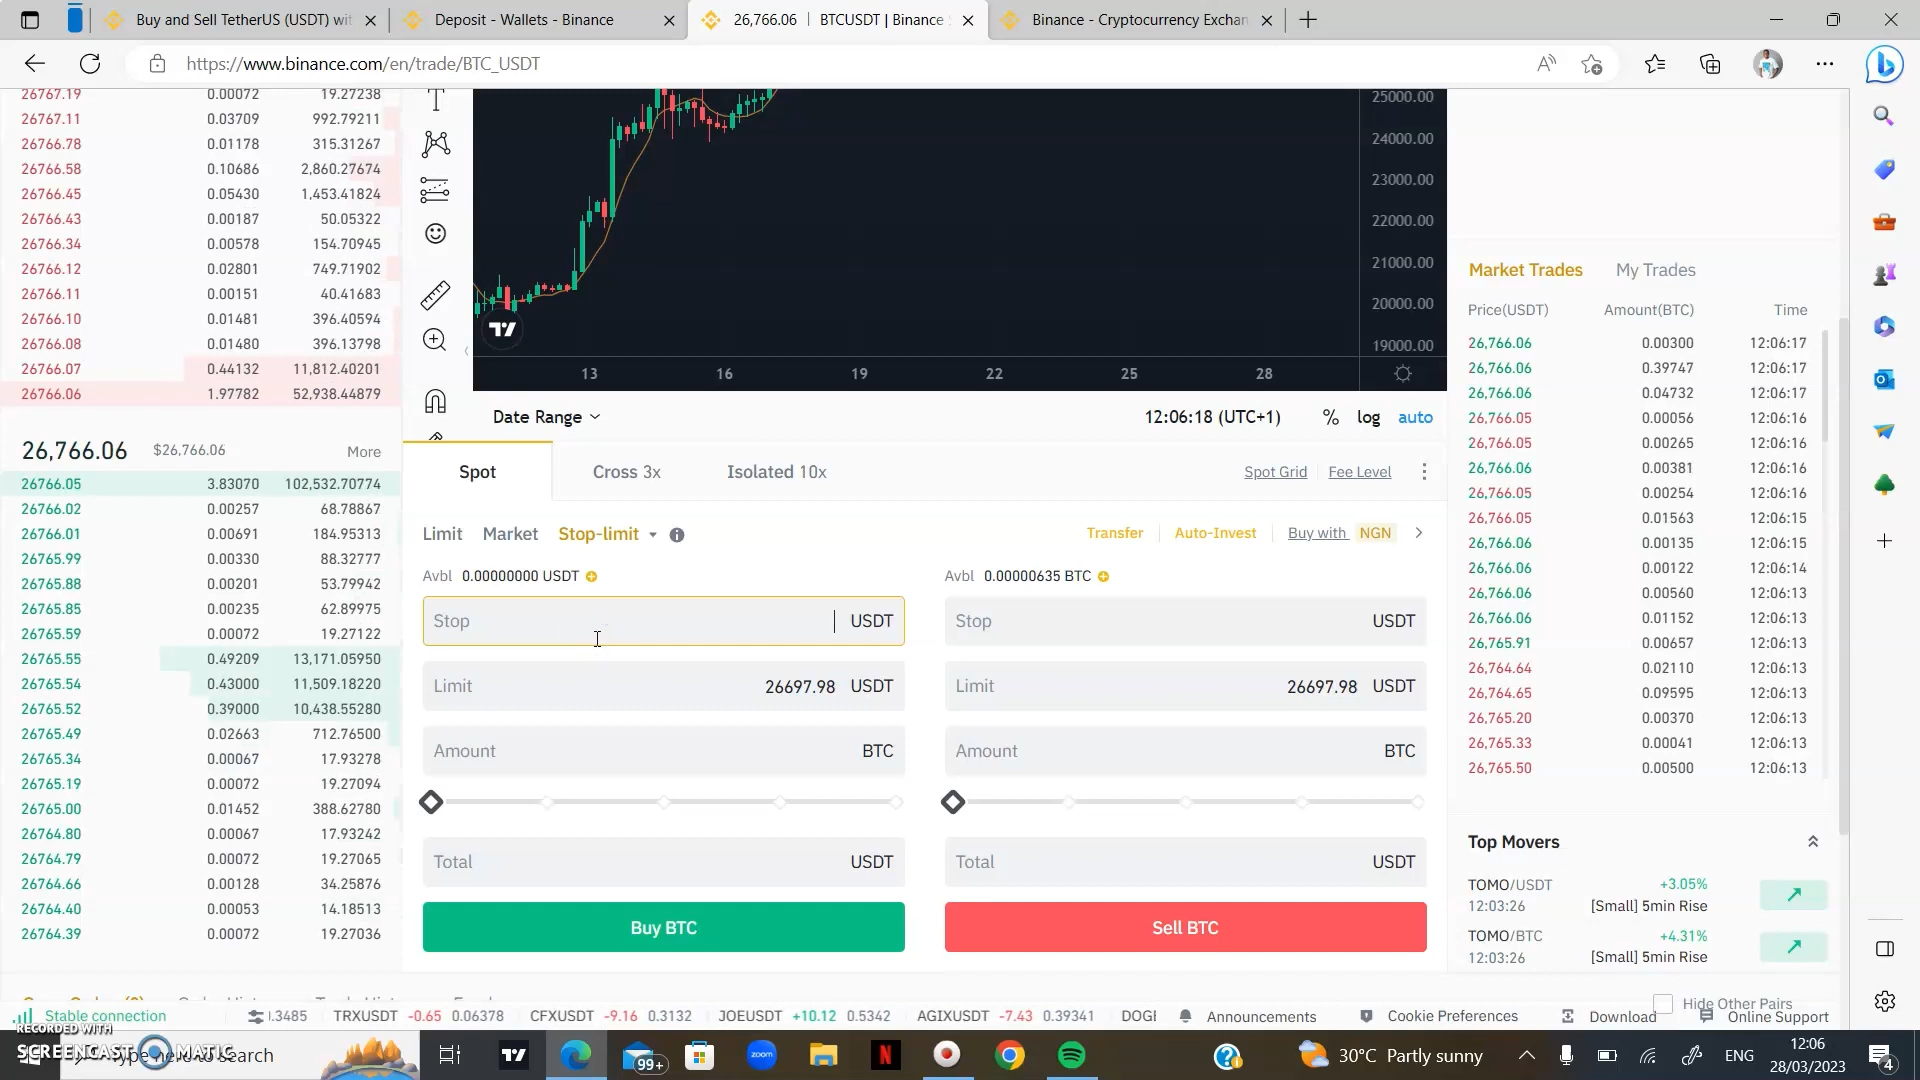 Buy and Sell TetherUS (USDT) wit
Deposit - Wallets - Binance
26,766.06 | BTCUSDT | Binance
Binance - Cryptocurrency Exchan
https://www.binance.com/en/trade/BTC_USDT
26767.19 0.00072 19.27238
26767.11 0.03709 992.79211
26766.78 0.01178 315.31267
26766.58 0.10686 2,860.27674
26766.45 0.05430 1,453.41824
26766.43 0.00187 50.05322
26766.34 0.00578 154.70945
26766.12 0.02801 749.71902
26766.11 0.00151 40.41683
26766.10 0.01481 396.40594
26766.08 0.01480 396.13798
26766.07 0.44132 11,812.40201
26766.06 1.97782 52,938.44879
26,766.06 $26,766.06 More
26766.05 3.83070 102,532.70774
26766.02 0.00257 68.78867
26766.01 0.00691 184.95313
26765.99 0.00330 88.32777
26765.88 0.00201 53.79942
26765.85 0.00235 62.89975
26765.59 0.00072 19.27122
26765.55 0.49209 13,171.05950
26765.54 0.43000 11,509.18220
26765.52 0.39000 10,438.55280
26765.49 0.02663 712.76500
26765.34 0.00067 17.93278
26765.19 0.00072 19.27094
26765.00 0.01452 388.62780
26764.80 0.00067 17.93242
26764.79 0.00072 19.27065
26764.66 0.00128 34.25876
26764.40 0.00053 14.18513
26764.39 0.00072 19.27036
25000.00
24000.00
23000.00
22000.00
21000.00
20000.00
19000.00
13 16 19 22 25 28
Date Range 12:06:18 (UTC+1) % log auto
Spot Cross 3x Isolated 10x Spot Grid Fee Level
Limit Market Stop-limit Transfer Auto-Invest Buy with NGN
Avbl 0.00000000 USDT Avbl 0.00000635 BTC
Stop USDT Stop USDT
Limit 26697.98 USDT Limit 26697.98 USDT
Amount BTC Amount BTC
Total USDT Total USDT
Buy BTC Sell BTC
Market Trades My Trades
Price(USDT) Amount(BTC) Time
26,766.06 0.00300 12:06:17
26,766.06 0.39747 12:06:17
26,766.06 0.04732 12:06:17
26,766.05 0.00056 12:06:16
26,766.05 0.00265 12:06:16
26,766.06 0.00381 12:06:16
26,766.05 0.00254 12:06:16
26,766.05 0.01563 12:06:15
26,766.06 0.00135 12:06:15
26,766.06 0.00122 12:06:14
26,766.06 0.00560 12:06:13
26,766.06 0.01152 12:06:13
26,765.91 0.00657 12:06:13
26,764.64 0.02110 12:06:13
26,764.65 0.09595 12:06:13
26,765.20 0.00370 12:06:13
26,765.33 0.00041 12:06:13
26,765.50 0.00500 12:06:13
Top Movers
TOMO/USDT +3.05%
12:03:26 [Small] 5min Rise
TOMO/BTC +4.31%
12:03:26 [Small] 5min Rise
Hide Other Pairs
Stable connection .3485 TRXUSDT -0.65 0.06378 CFXUSDT -9.16 0.3132 JOEUSDT +10.12 0.5342 AGIXUSDT -7.43 0.39341 DOGE Announcements Cookie Preferences Download Online Support
RECORDED WITH
SCREENCAST MATIC
Type here to search
99+
zoom
30°C Partly sunny
ENG
12:06
28/03/2023
4